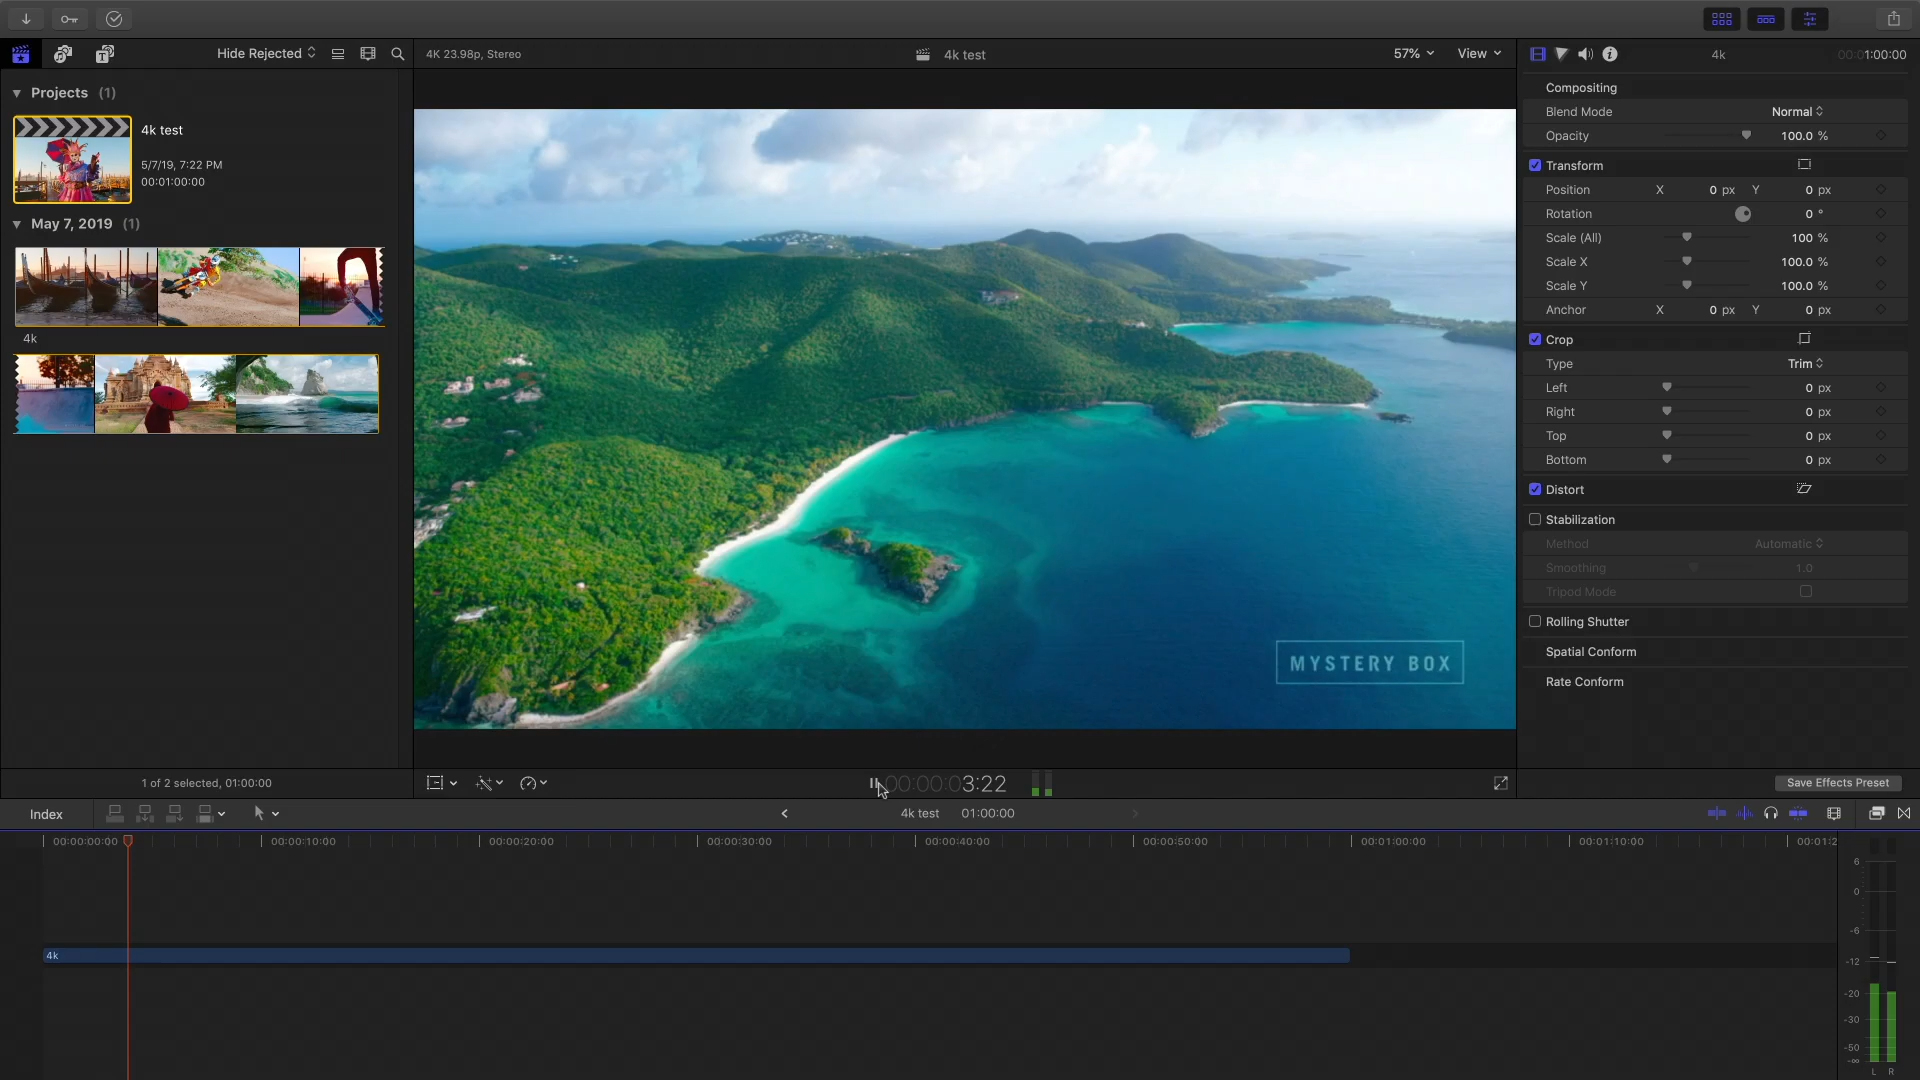 Hide Rejected
4K 23.98p, Stereo
4k test
57%
View
4k
00:00:01:00:00
Projects (1)
4k test
5/7/19, 7:22 PM
00:01:00:00
May 7, 2019 (1)
4k
MYSTERY BOX
Compositing
Blend Mode Normal
Opacity 100.0 %
Transform
Position X 0 px Y 0 px
Rotation 0 °
Scale (All) 100 %
Scale X 100.0 %
Scale Y 100.0 %
Anchor X 0 px Y 0 px
Crop
Type Trim
Left 0 px
Right 0 px
Top 0 px
Bottom 0 px
Distort
Stabilization
Method Automatic
Smoothing 1.0
Tripod Mode
Rolling Shutter
Spatial Conform
Rate Conform
1 of 2 selected, 01:00:00
00:00:03:22
Save Effects Preset
Index
4k test 01:00:00
00:00:00:00 00:00:10:00 00:00:20:00 00:00:30:00 00:00:40:00 00:00:50:00 00:01:00:00 00:01:10:00 00:01:2
4k
6
0
-6
-12
-20
-30
-50
-∞
L R